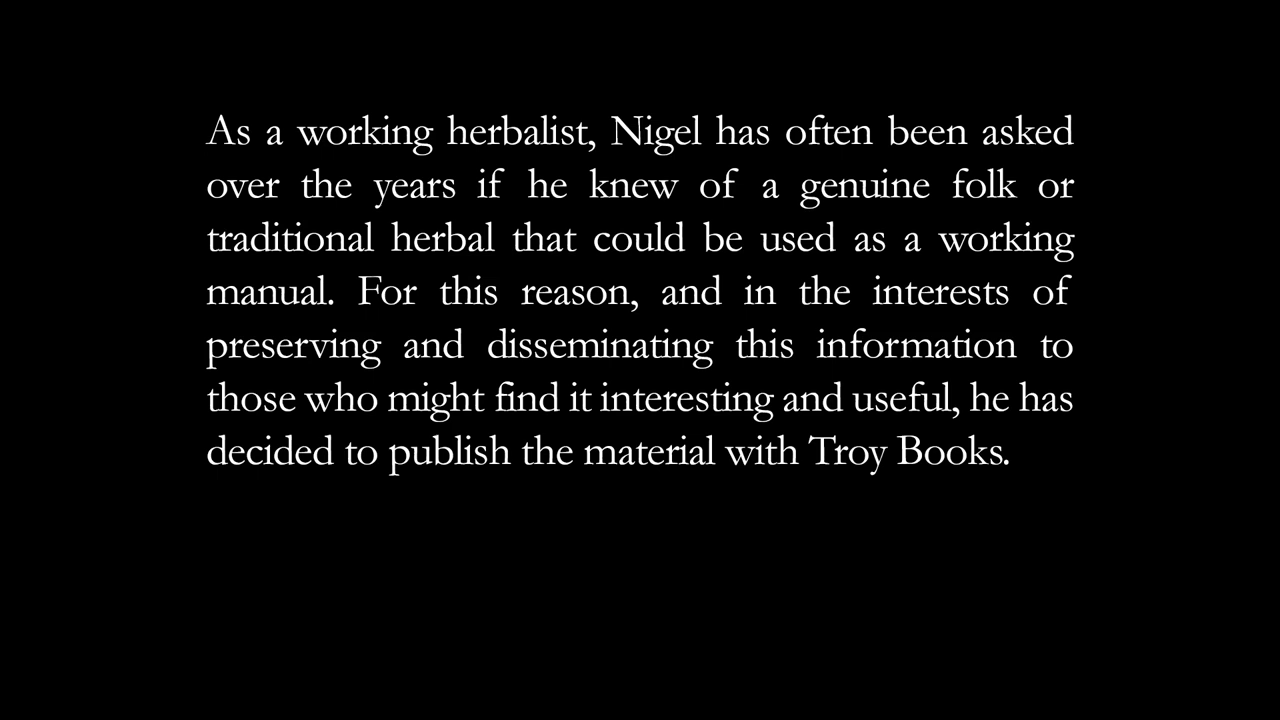 As a working herbalist, Nigel has often been asked
over the years if he knew of a genuine folk or
traditional herbal that could be used as a working
manual. For this reason, and in the interests of
preserving and disseminating this information to
those who might find it interesting and useful, he has
decided to publish the material with Troy Books.